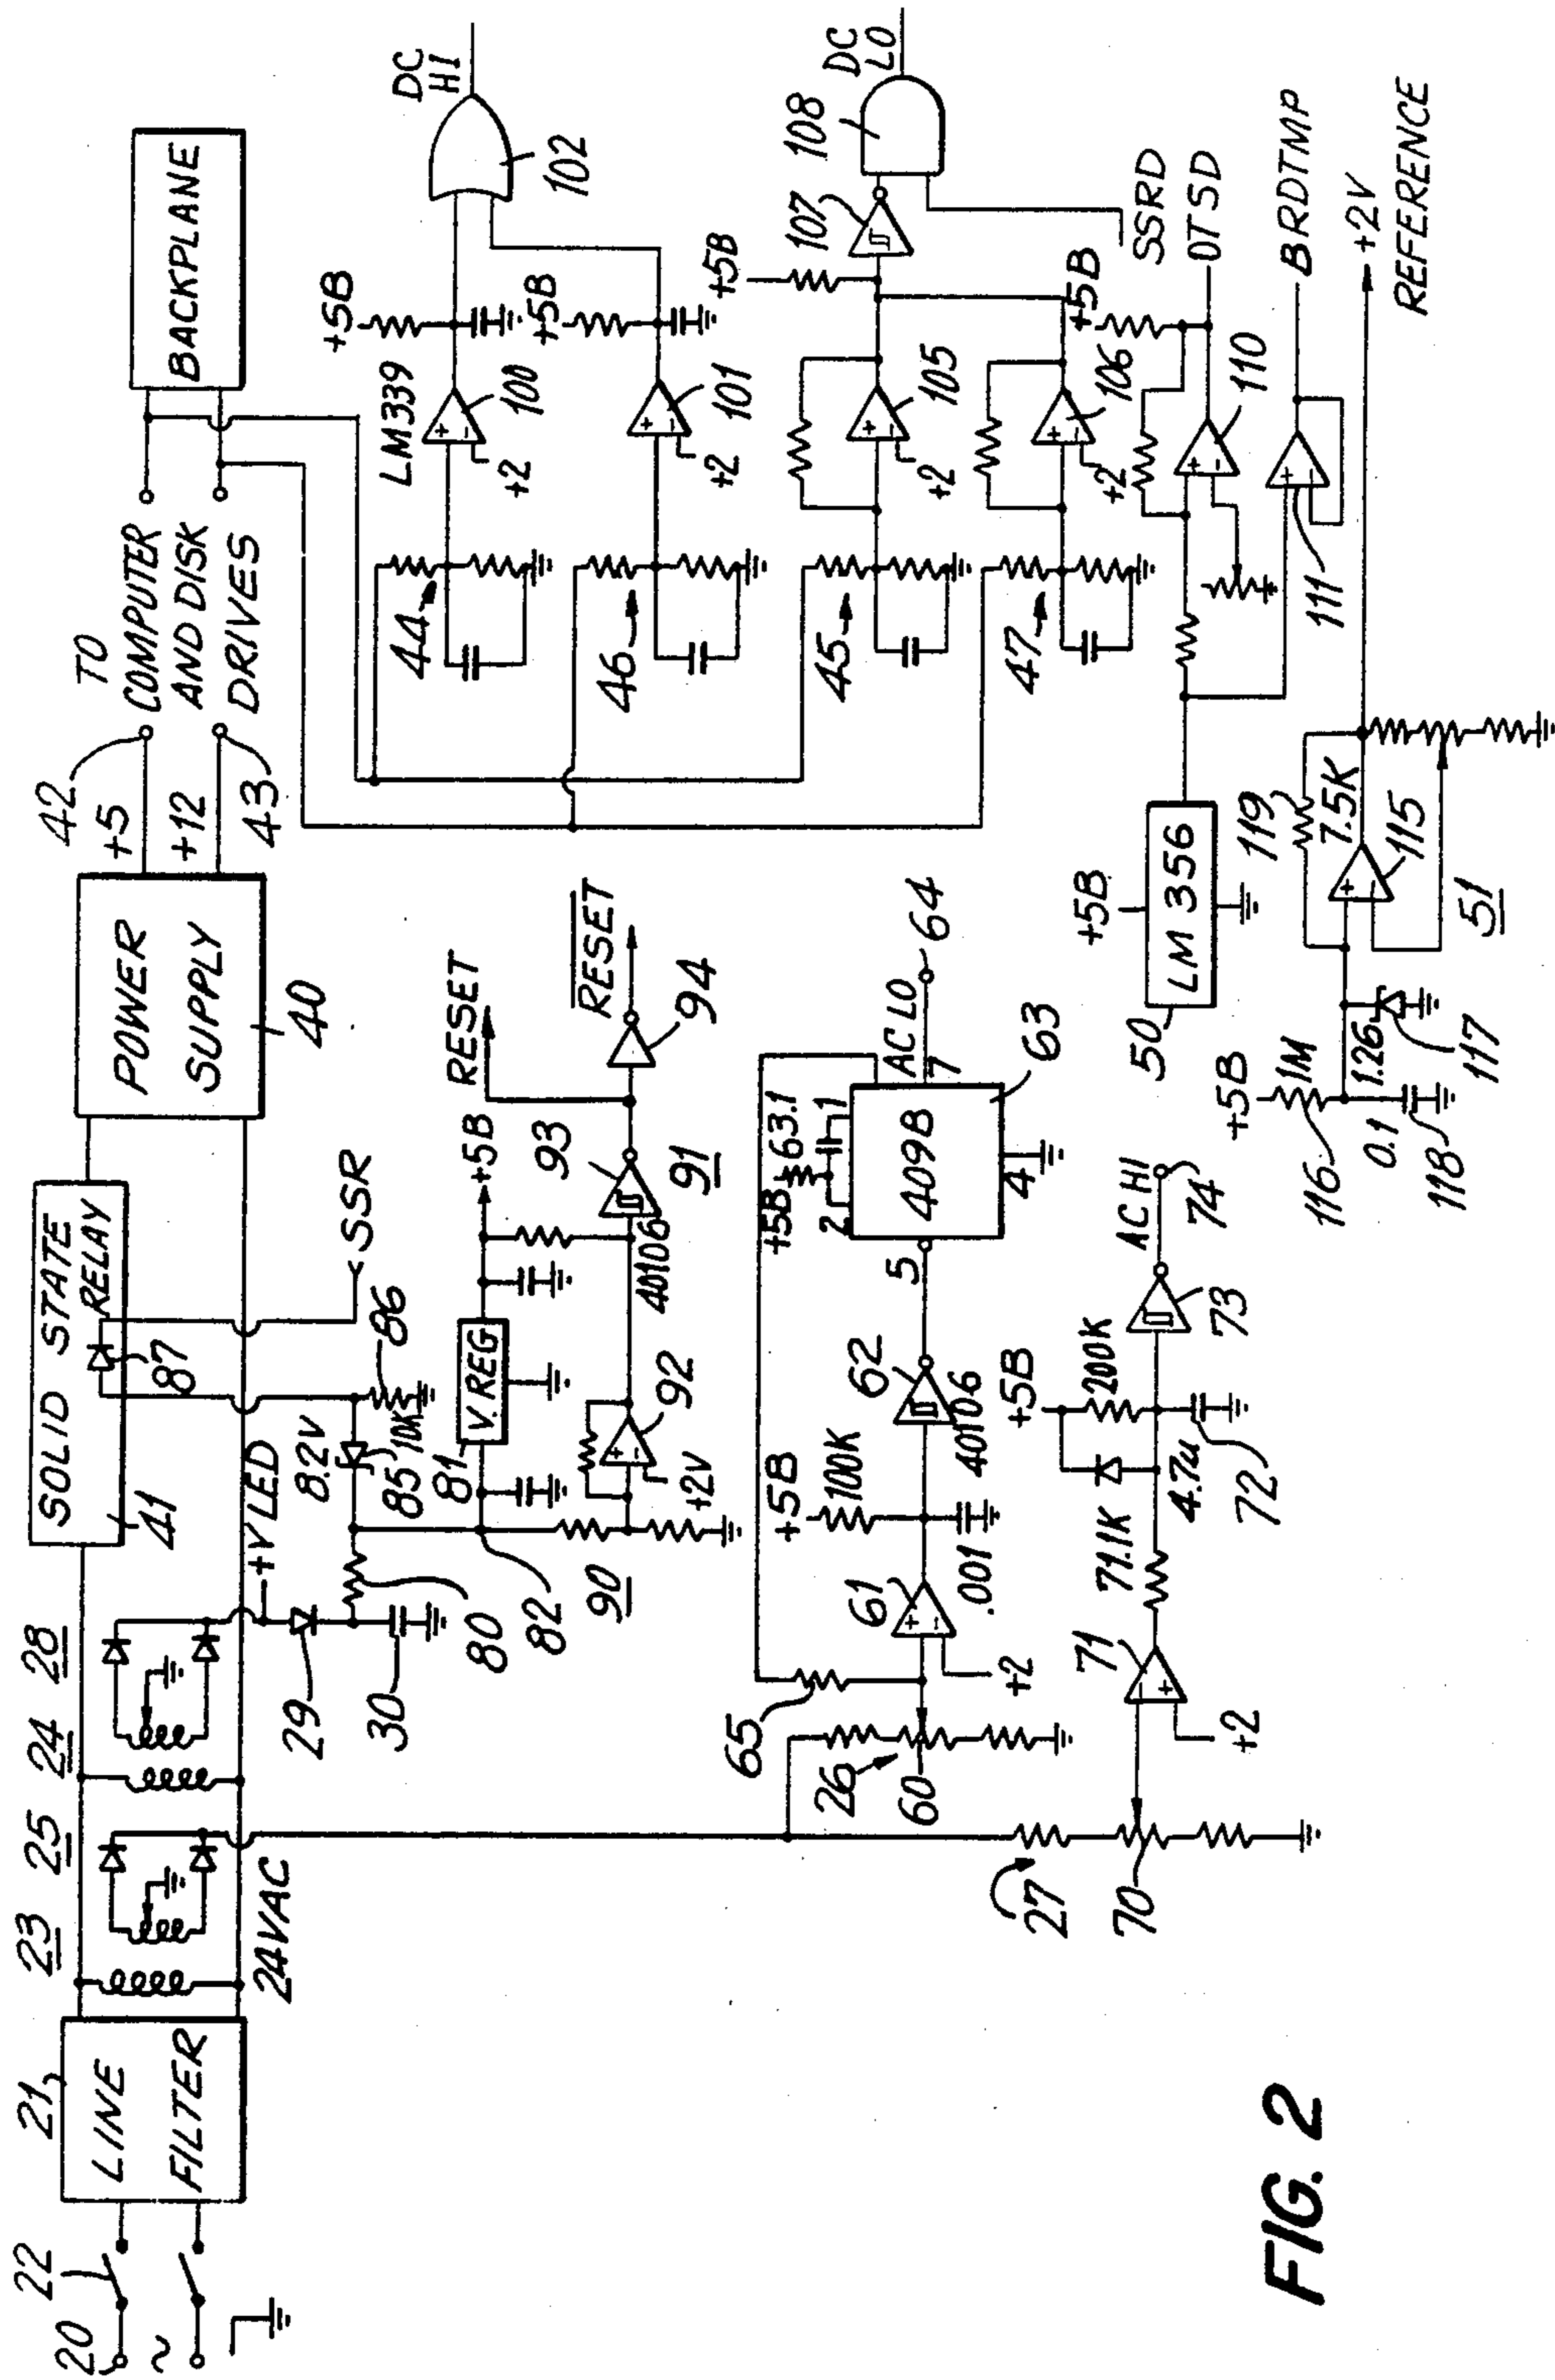 20
22
21
LINE
FILTER
23
25
24
28
24VAC
+VLED
41
SOLID STATE
RELAY
87
SSR
POWER
SUPPLY
40
42
+5
+12
43
TO
COMPUTER
AND DISK
DRIVES
BACKPLANE
29
30
80
82
8.2V
85
10K
86
81
V.REG
+5B
90
+2V
92
40106
93
91
RESET
RESET
94
LM339
44
+2
100
+5B
102
DC
HI
46
+2
101
+5B
45
+2
105
+5B
107
108
DC
LO
47
+2
106
+5B
SSRD
OTSD
110
BRDTMP
111
+2V
REFERENCE
65
26
60
+2
61
.001
+5B
100K
62
40106
5
+5B
63.1
2
1
4098
4
63
7
AC LO
64
27
70
+2
71
71.1K
+5B
200K
4.7u
72
73
AC HI
74
50
+5B
LM 356
+5B
116
1M
0.1
118
1.26
117
119
7.5K
115
51
FIG. 2